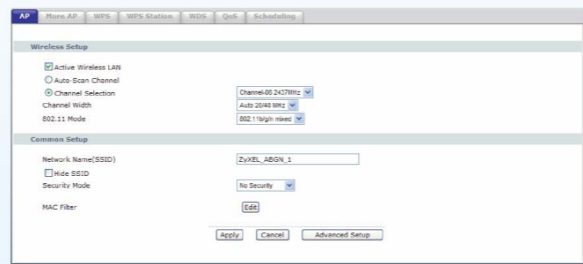 AP More AP WPS WPS Station WDS QoS Scheduling
Wireless Setup
Active Wireless LAN
Auto-Scan Channel
Channel Selection Channel-06 2437MHz
Channel Width Auto 20/40 MHz
802.11 Mode 802.11b/g/n mixed
Common Setup
Network Name(SSID) ZyXEL_ABGN_1
Hide SSID
Security Mode No Security
MAC Filter Edit
Apply Cancel Advanced Setup